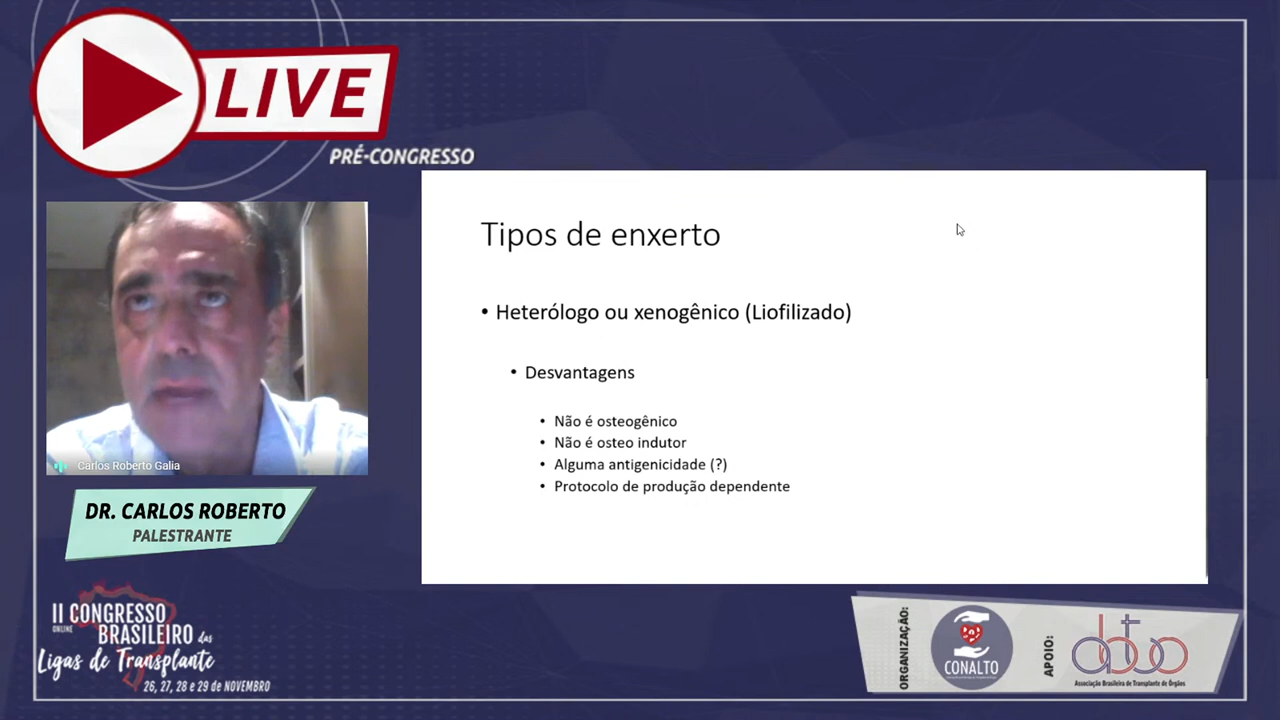 LIVE
PRÉ-CONGRESSO
Tipos de enxerto
• Heterólogo ou xenogênico (Liofilizado)
• Desvantagens
• Não é osteogênico
• Não é osteo indutor
• Alguma antigenicidade (?)
• Protocolo de produção dependente
Carlos Roberto Galia
DR. CARLOS ROBERTO
PALESTRANTE
II CONGRESSO
ONLINE
BRASILEIRO das
Ligas de Transplante
26, 27, 28 e 29 de NOVEMBRO
ORGANIZAÇÃO:
CONALTO
APOIO:
abto
Associação Brasileira de Transplante de Órgãos